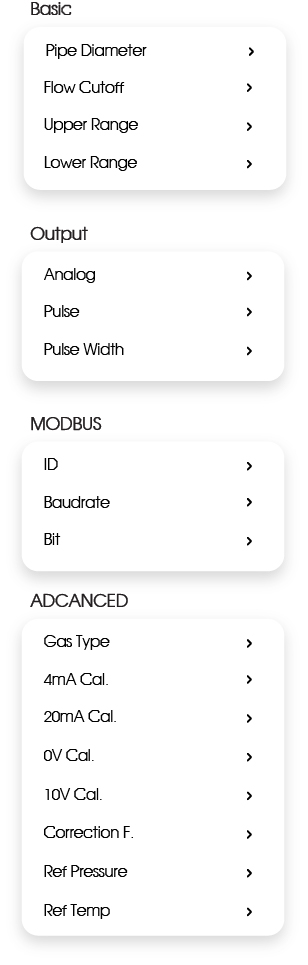 Basic
Pipe Diameter
Flow Cutoff
Upper Range
Lower Range
Output
Analog
Pulse
Pulse Width
MODBUS
ID
Baudrate
Bit
ADCANCED
Gas Type
4mA Cal.
20mA Cal.
0V Cal.
10V Cal.
Correction F.
Ref Pressure
Ref Temp